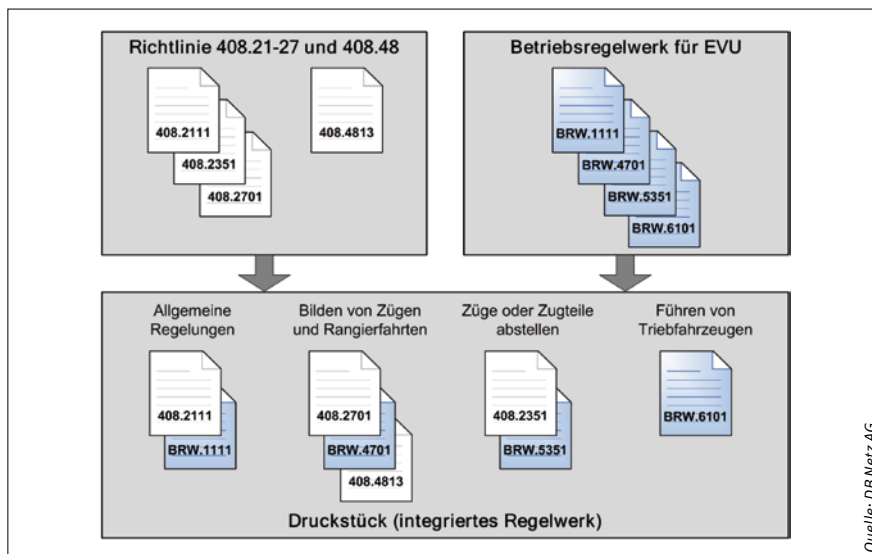 Richtlinie 408.21-27 und 408.48
408.2111
408.2351
408.2701
408.4813
Betriebsregelwerk für EVU
BRW.1111
BRW.4701
BRW.5351
BRW.6101
Allgemeine
Regelungen
408.2111
BRW.1111
Bilden von Zügen
und Rangierfahrten
408.2701
BRW.4701
408.4813
Züge oder Zugteile
abstellen
408.2351
BRW.5351
Führen von
Triebfahrzeugen
BRW.6101
Druckstück (integriertes Regelwerk)
Quelle: DB Netz AG